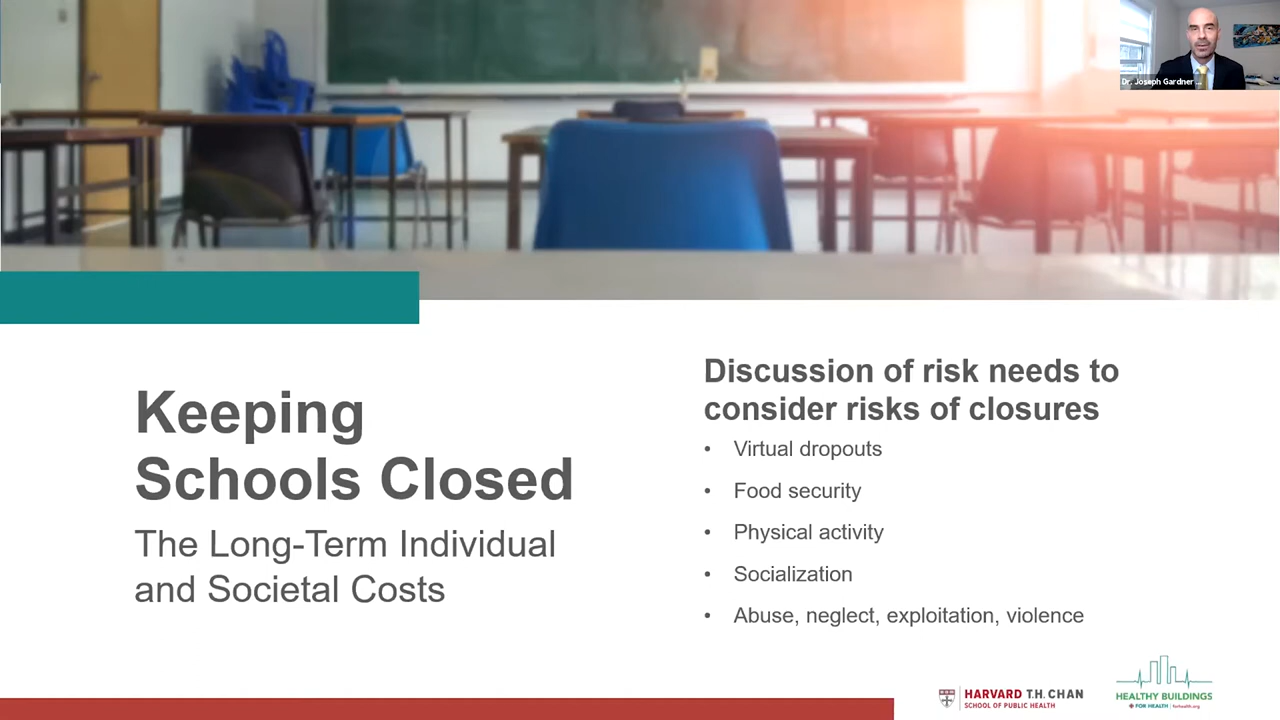 Dr. Joseph Gardner ...
Keeping
Schools Closed
The Long-Term Individual
and Societal Costs
Discussion of risk needs to
consider risks of closures
• Virtual dropouts
• Food security
• Physical activity
• Socialization
• Abuse, neglect, exploitation, violence
HARVARD T.H. CHAN
SCHOOL OF PUBLIC HEALTH
HEALTHY BUILDINGS
FOR HEALTH | forhealth.org